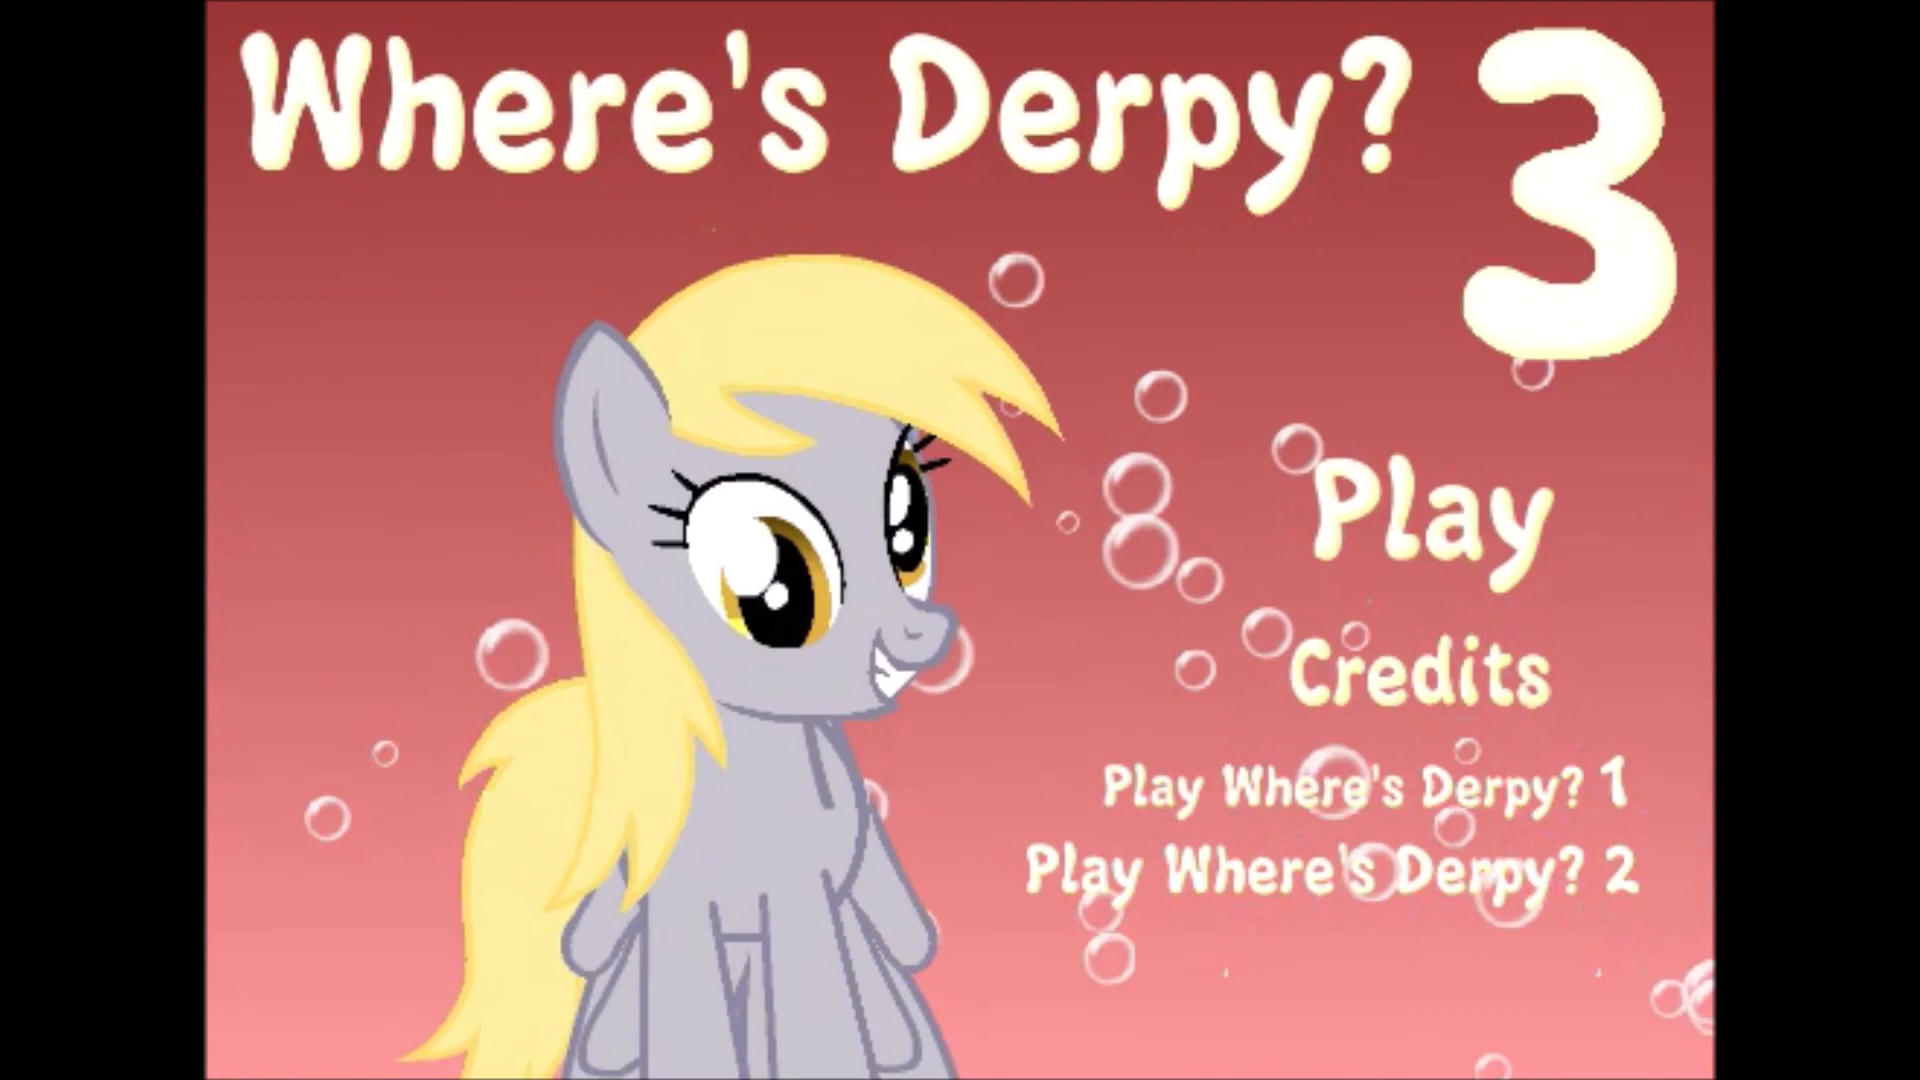 Where's Derpy? 3
Play
Credits
Play Where's Derpy? 1
Play Where's Derpy? 2